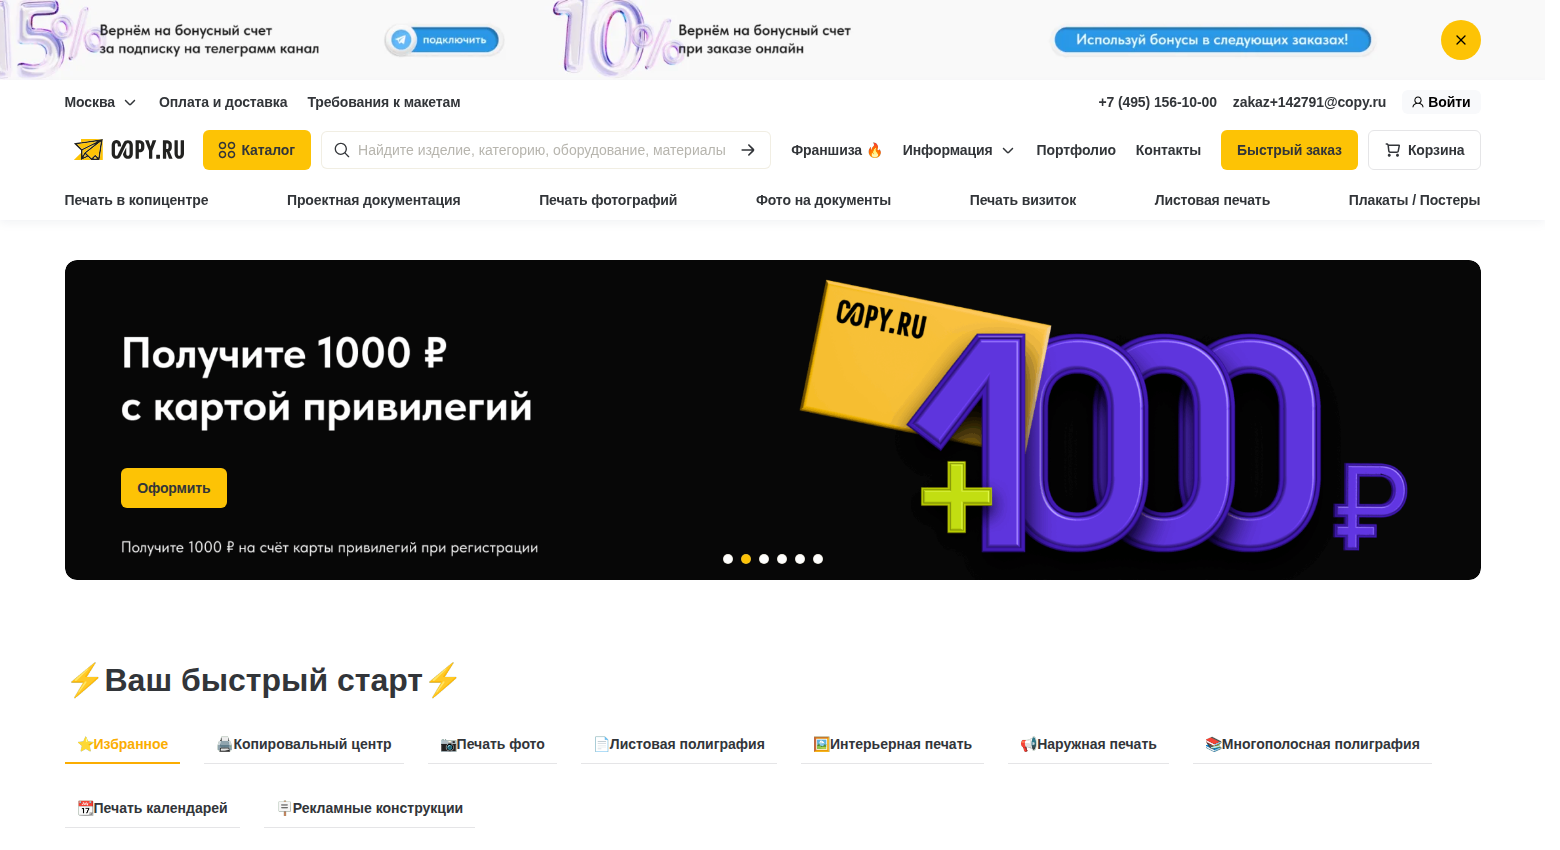 15%
Вернём на бонусный счет
за подписку на телеграмм канал
подключить
10%
Вернём на бонусный счет
при заказе онлайн
Используй бонусы в следующих заказах!
Москва
Оплата и доставка
Требования к макетам
+7 (495) 156-10-00
zakaz+142791@copy.ru
Войти
COPY.RU
Каталог
Найдите изделие, категорию, оборудование, материалы
Франшиза 🔥
Информация
Портфолио
Контакты
Быстрый заказ
Корзина
Печать в копицентре
Проектная документация
Печать фотографий
Фото на документы
Печать визиток
Листовая печать
Плакаты / Постеры
Получите 1000 ₽
с картой привилегий
Оформить
Получите 1000 ₽ на счёт карты привилегий при регистрации
COPY.RU
+1000 ₽
⚡Ваш быстрый старт⚡
⭐Избранное
🖨️Копировальный центр
📷Печать фото
📄Листовая полиграфия
🖼️Интерьерная печать
📢Наружная печать
📚Многополосная полиграфия
📆Печать календарей
🪧Рекламные конструкции